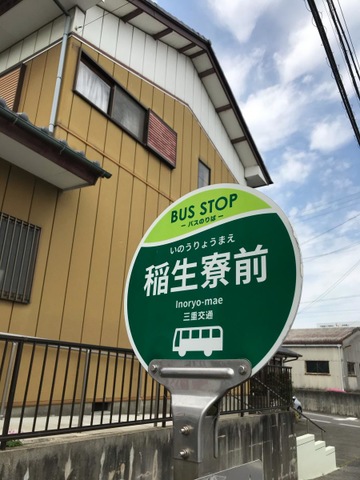 BUS STOP
ーバスのりばー
いのうりょうまえ
稲生寮前
Inoryo-mae
三重交通